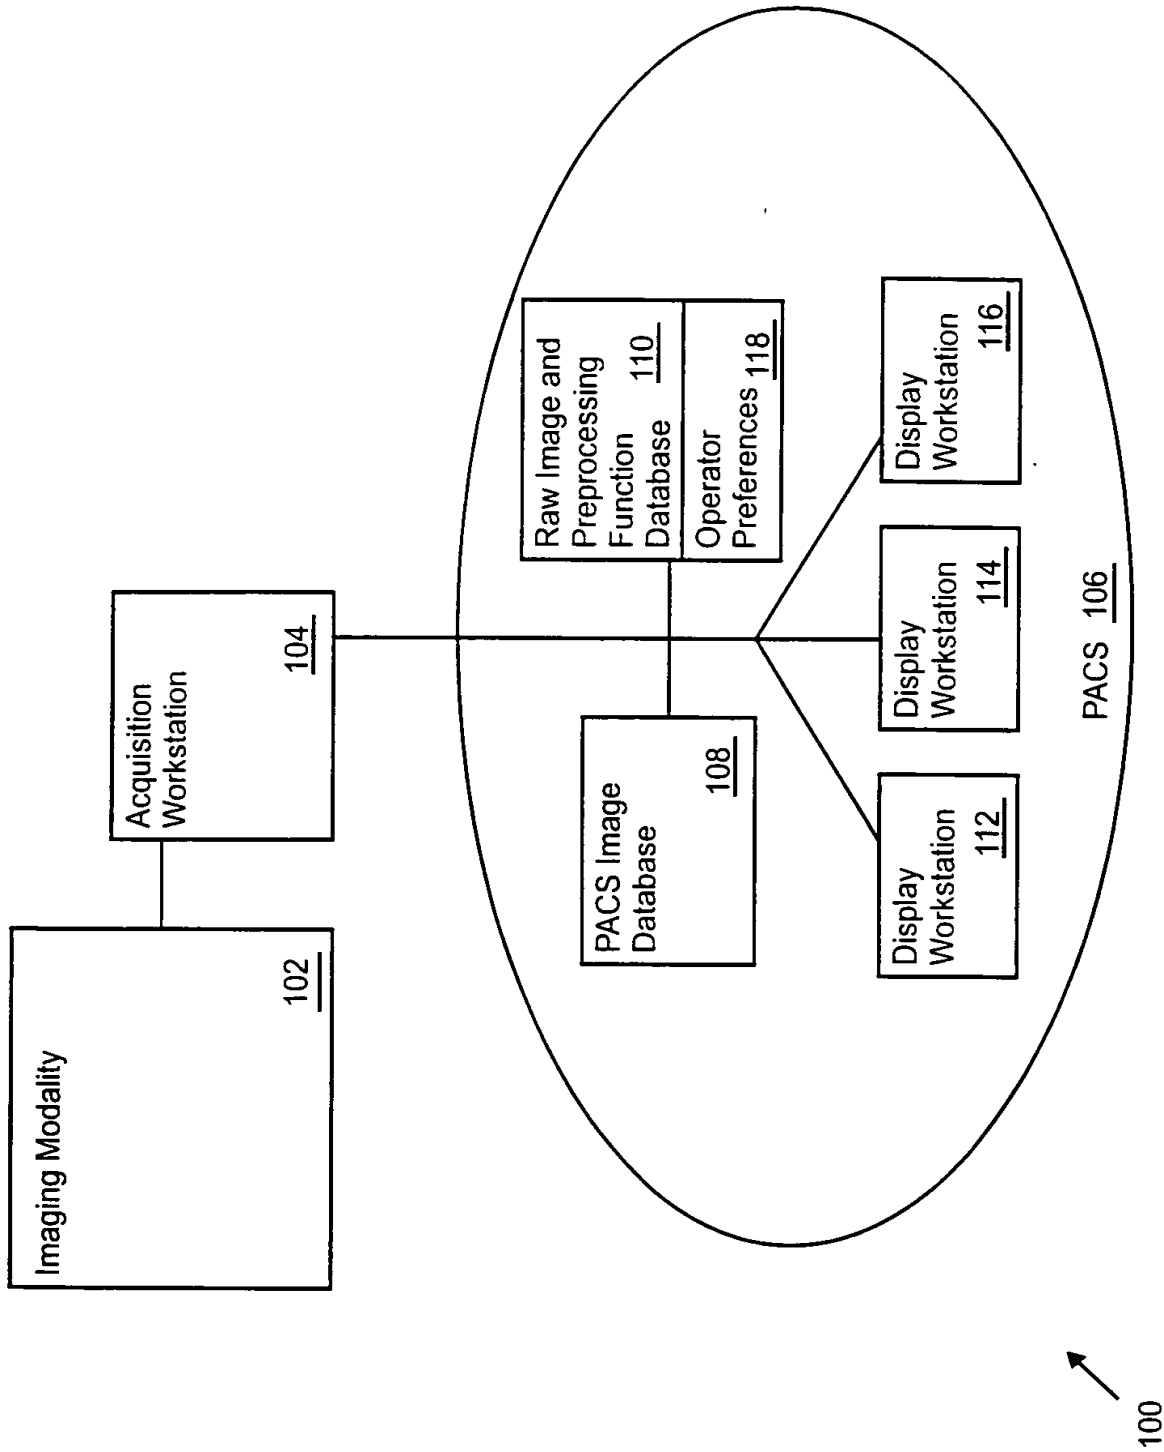 Imaging Modality
102
Acquisition
Workstation
104
PACS Image
Database
108
Raw Image and
Preprocessing
Function
Database
110
Operator
Preferences
118
Display
Workstation
112
Display
Workstation
114
Display
Workstation
116
PACS 106
100